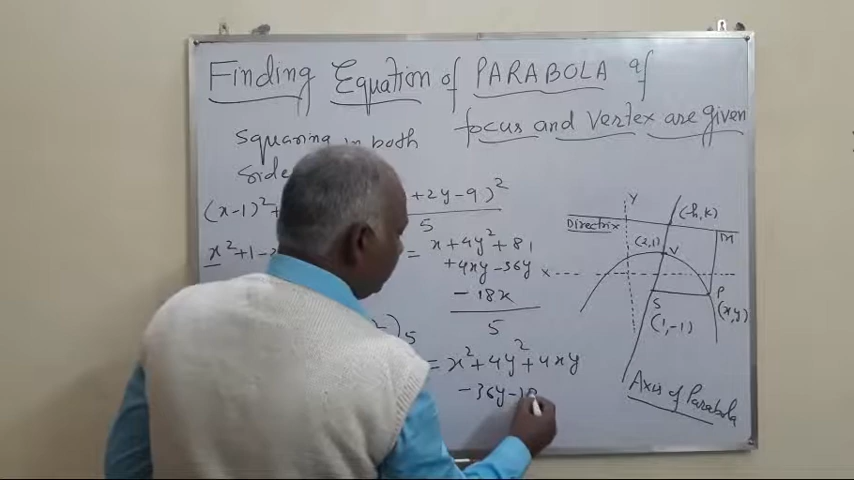 Finding Equation of PARABOLA if
focus and Vertex are given
Squaring in both
side
(x-1)² + 2y-9)²
5
x²+1-
= x+4y²+81
+4xy-36y
-18x
5
)5
= x²+4y²+4xy
-36y-18
Y
X
Directrix
(-h,k)
M
(2,1)
V
S
(1,-1)
P
(x,y)
Axis of Parabola